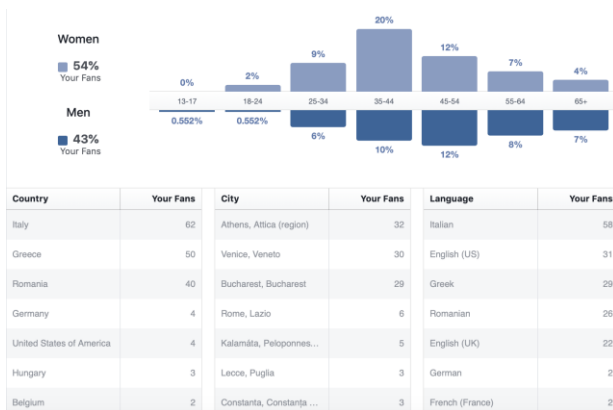 Women
54%
Your Fans
Men
43%
Your Fans
0%
2%
9%
20%
12%
7%
4%
13-17
18-24
25-34
35-44
45-54
55-64
65+
0.552%
0.552%
6%
10%
12%
8%
7%
Country Your Fans City Your Fans Language Your Fans
Italy 62 Athens, Attica (region) 32 Italian 58
Greece 50 Venice, Veneto 30 English (US) 31
Romania 40 Bucharest, Bucharest 29 Greek 29
Germany 4 Rome, Lazio 6 Romanian 26
United States of America 4 Kalamáta, Peloponnes... 5 English (UK) 22
Hungary 3 Lecce, Puglia 3 German 2
Belgium 2 Constanta, Constanța ... 3 French (France) 2